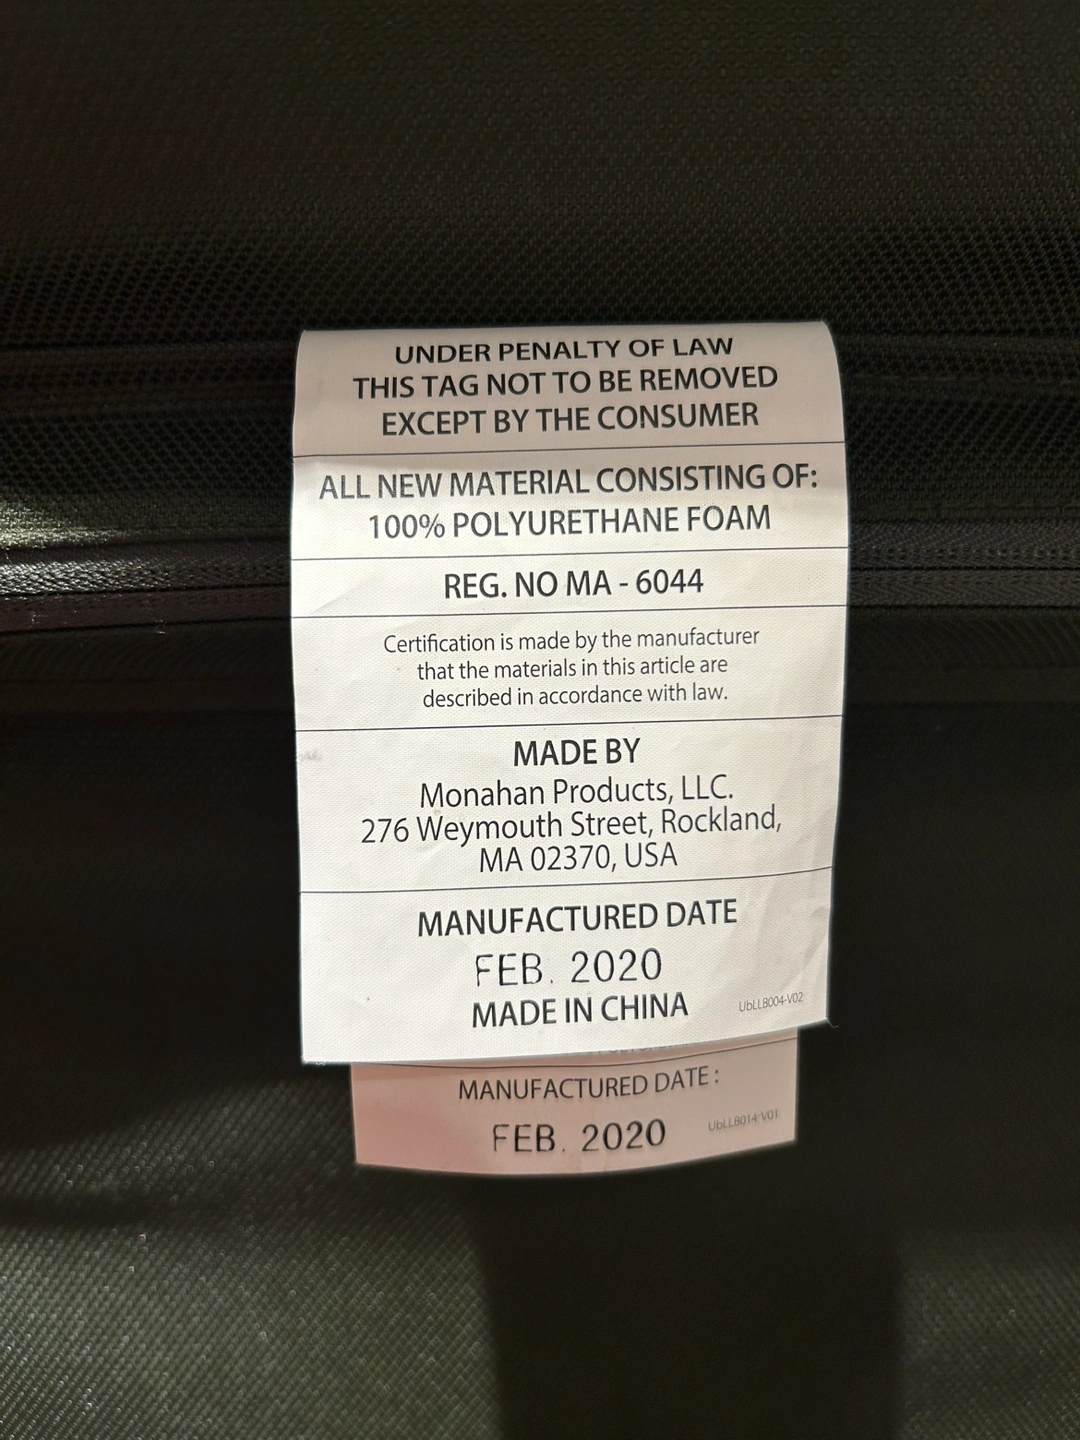 UNDER PENALTY OF LAW
THIS TAG NOT TO BE REMOVED
EXCEPT BY THE CONSUMER
ALL NEW MATERIAL CONSISTING OF:
100% POLYURETHANE FOAM
REG. NO MA - 6044
Certification is made by the manufacturer
that the materials in this article are
described in accordance with law.
MADE BY
Monahan Products, LLC.
276 Weymouth Street, Rockland,
MA 02370, USA
MANUFACTURED DATE
FEB. 2020
MADE IN CHINA
UbLLB004-V02
MANUFACTURED DATE :
FEB. 2020
UbLLB014-V01